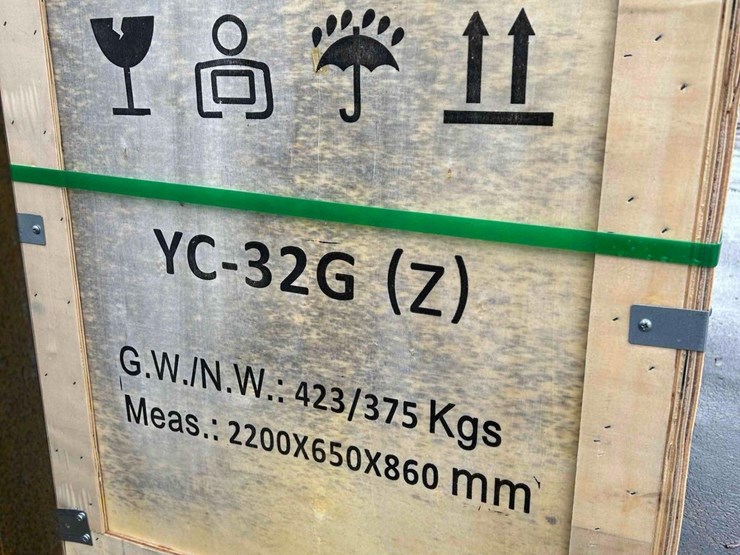 YC-32G (Z)
G.W./N.W.: 423/375 Kgs
Meas.: 2200X650X860 mm